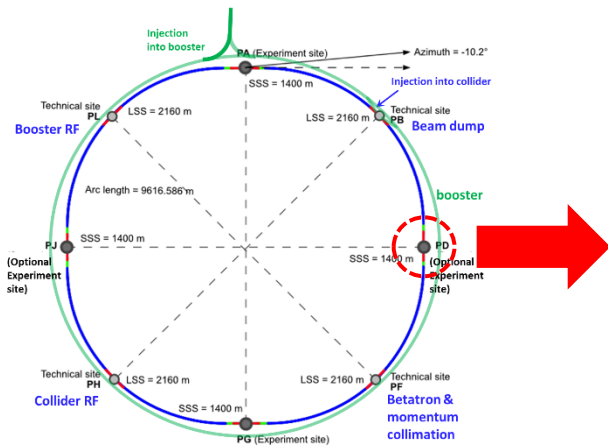 Injection
into booster
PA (Experiment site)
Azimuth = -10.2°
SSS = 1400 m
Injection into collider
Technical site
PL
LSS = 2160 m
Booster RF
LSS = 2160 m
Technical site
PB
Beam dump
Arc length = 9616.586 m
booster
PJ
SSS = 1400 m
(Optional
Experiment
site)
PD
SSS = 1400 m
(Optional
Experiment
site)
Technical site
PH
LSS = 2160 m
Collider RF
LSS = 2160 m
Technical site
PF
Betatron &
momentum
collimation
SSS = 1400 m
PG (Experiment site)